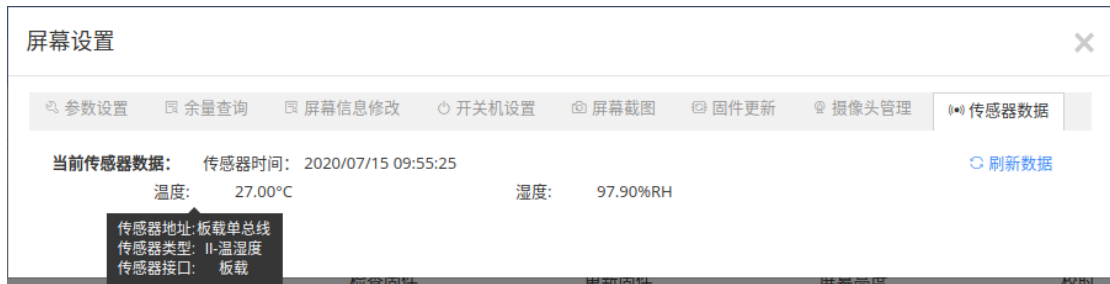 屏幕设置
参数设置 余量查询 屏幕信息修改 开关机设置 屏幕截图 固件更新 摄像头管理 传感器数据
当前传感器数据： 传感器时间： 2020/07/15 09:55:25 刷新数据
温度: 27.00°C 湿度: 97.90%RH
传感器地址:板载单总线
传感器类型: II-温湿度
传感器接口: 板载